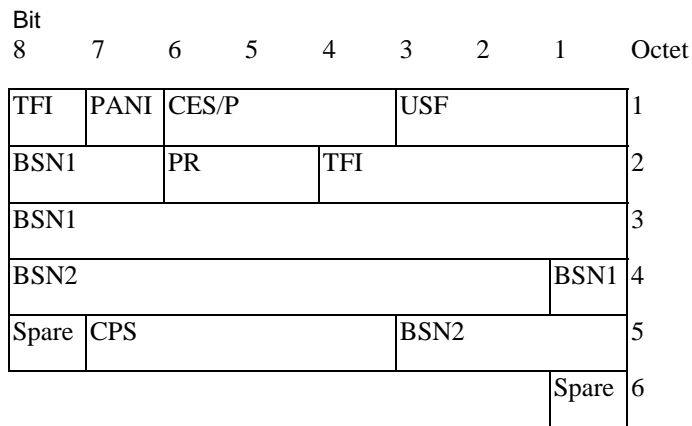 Bit
8 7 6 5 4 3 2 1 Octet
TFI PANI CES/P USF 1
BSN1 PR TFI 2
BSN1 3
BSN2 BSN1 4
Spare CPS BSN2 5
Spare 6